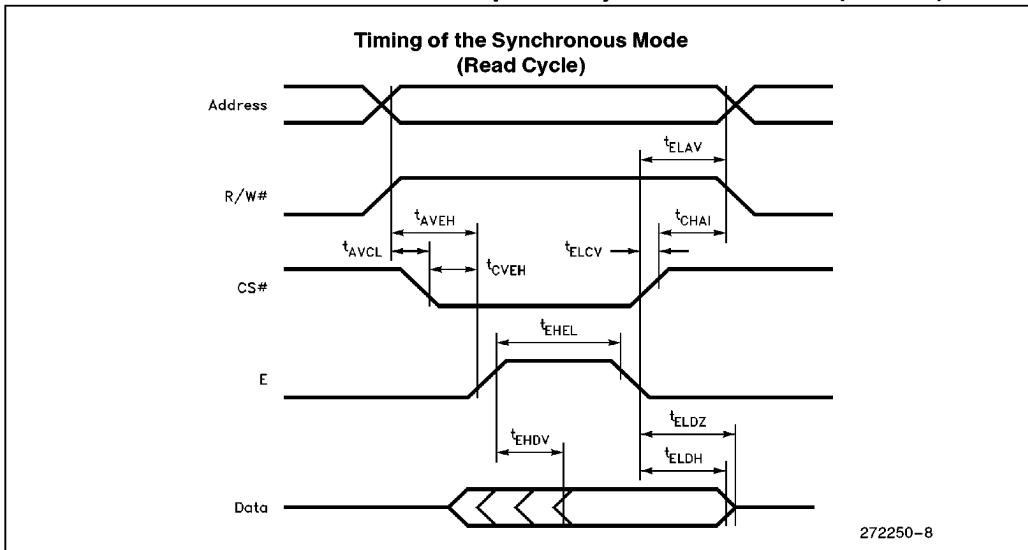 Timing of the Synchronous Mode
(Read Cycle)
Address
tELAV
R/W#
tAVEH
tCHAI
tAVCL
tELCV
tCVEH
CS#
tEHEL
E
tELDZ
tEHDV
tELDH
Data
272250-8